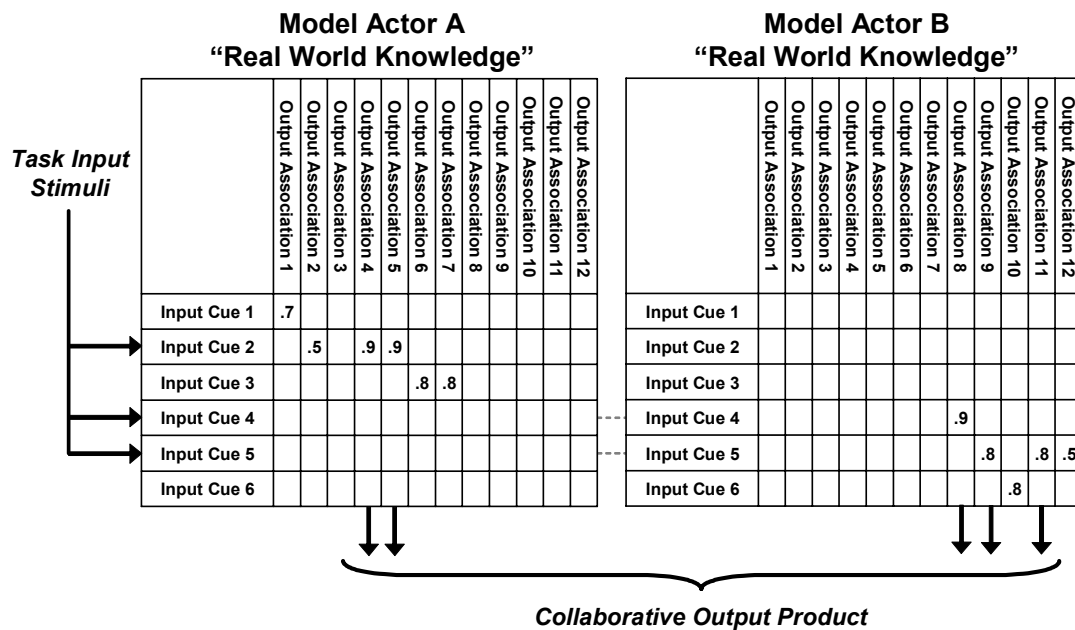 Model Actor A
“Real World Knowledge”
Model Actor B
“Real World Knowledge”
Task Input
Stimuli
Output Association 1
Output Association 2
Output Association 3
Output Association 4
Output Association 5
Output Association 6
Output Association 7
Output Association 8
Output Association 9
Output Association 10
Output Association 11
Output Association 12
Input Cue 1 .7
Input Cue 2 .5 .9 .9
Input Cue 3 .8 .8
Input Cue 4
Input Cue 5
Input Cue 6
Output Association 1
Output Association 2
Output Association 3
Output Association 4
Output Association 5
Output Association 6
Output Association 7
Output Association 8
Output Association 9
Output Association 10
Output Association 11
Output Association 12
Input Cue 1
Input Cue 2
Input Cue 3
Input Cue 4 .9
Input Cue 5 .8 .8 .5
Input Cue 6 .8
Collaborative Output Product